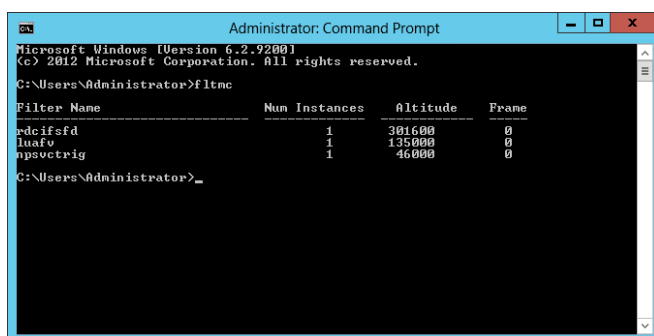 Administrator: Command Prompt
Microsoft Windows [Version 6.2.9200]
(c) 2012 Microsoft Corporation. All rights reserved.
C:\Users\Administrator>fltmc
Filter Name Num Instances Altitude Frame
------------------------------ ------------- ------------ -----
rdcifsfd 1 301600 0
luafv 1 135000 0
npsvctrig 1 46000 0
C:\Users\Administrator>_